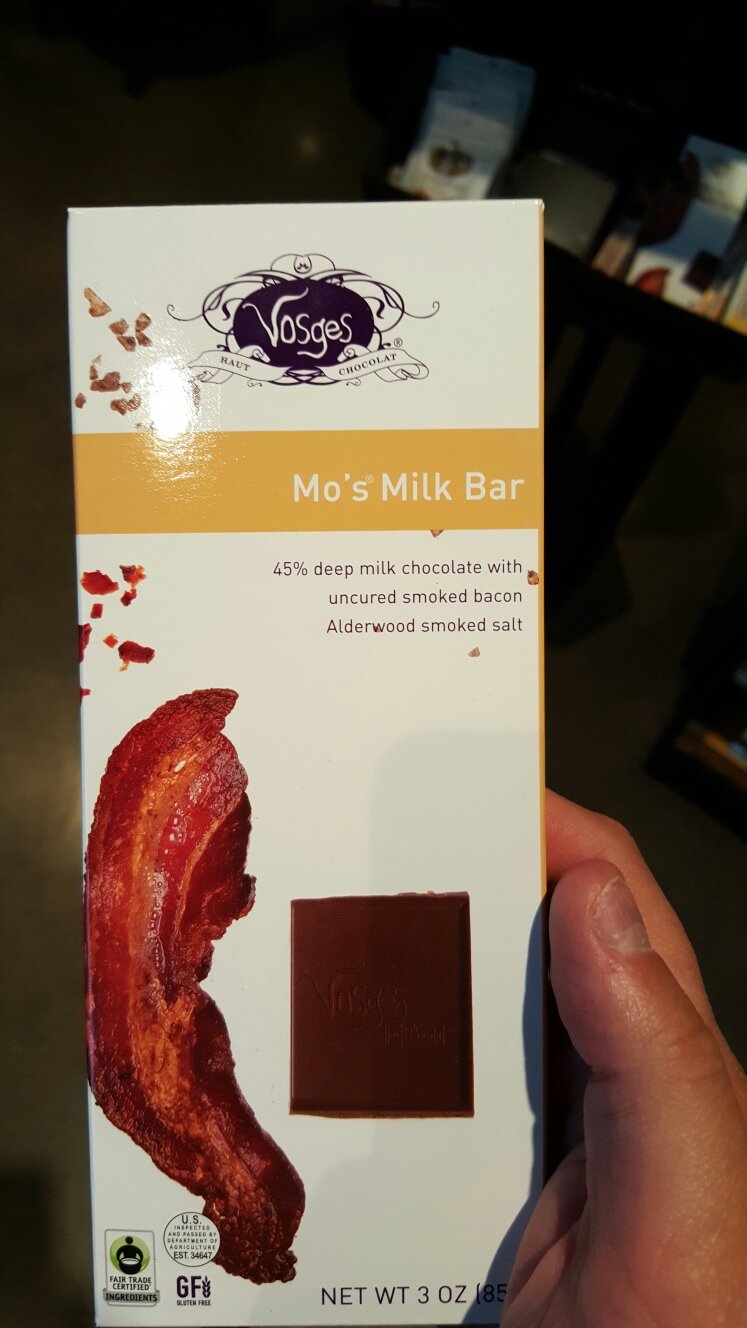 Vosges
HAUT CHOCOLAT ®
Mo's® Milk Bar
45% deep milk chocolate with
uncured smoked bacon
Alderwood smoked salt
Vosges
U.S.
INSPECTED
AND PASSED BY
DEPARTMENT OF
AGRICULTURE
EST. 34647
FAIR TRADE
CERTIFIED
INGREDIENTS
GF
GLUTEN FREE
NET WT 3 OZ (85